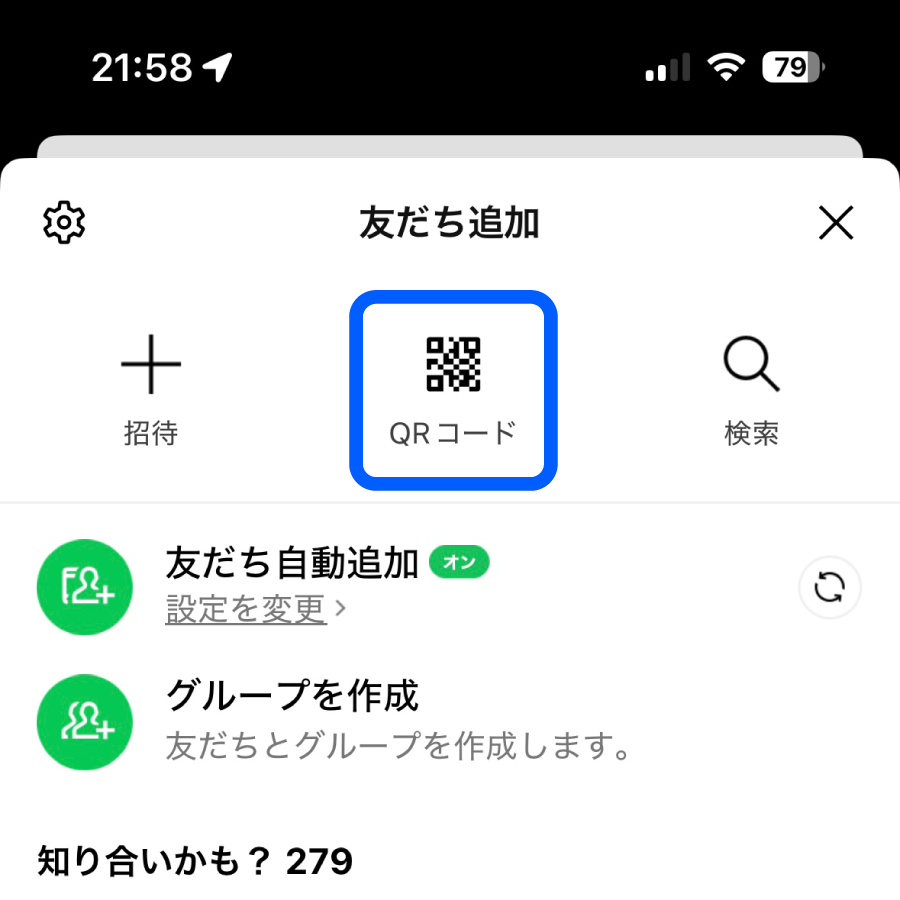 21:58
79
友だち追加
招待
QRコード
検索
友だち自動追加 オン
設定を変更 >
グループを作成
友だちとグループを作成します。
知り合いかも？ 279